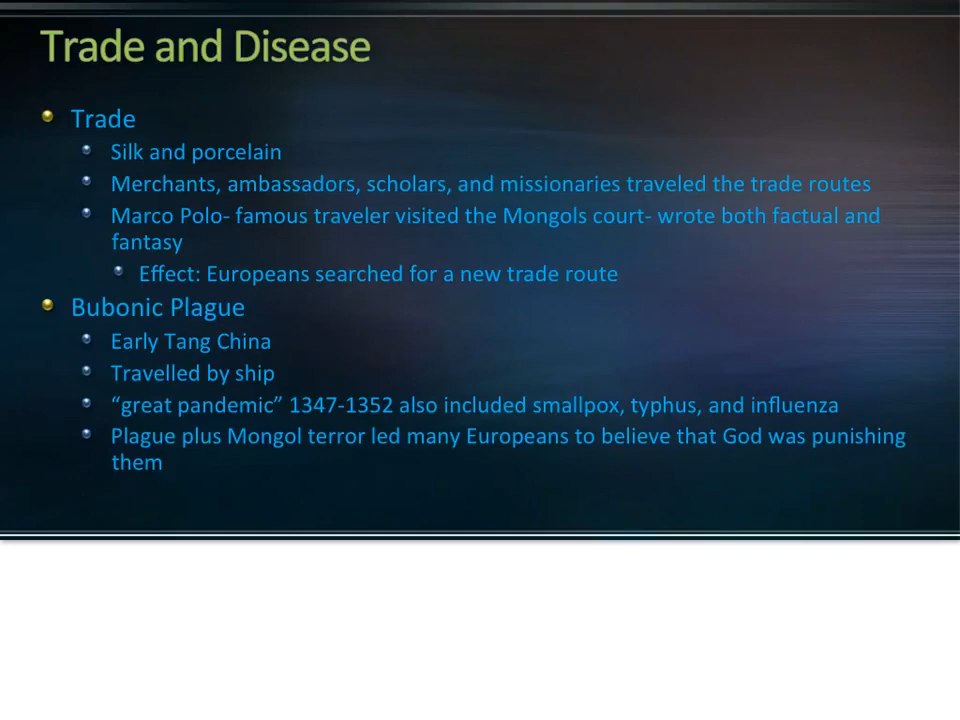 Trade and Disease
Trade
Silk and porcelain
Merchants, ambassadors, scholars, and missionaries traveled the trade routes
Marco Polo- famous traveler visited the Mongols court- wrote both factual and
fantasy
Effect: Europeans searched for a new trade route
Bubonic Plague
Early Tang China
Travelled by ship
“great pandemic” 1347-1352 also included smallpox, typhus, and influenza
Plague plus Mongol terror led many Europeans to believe that God was punishing
them